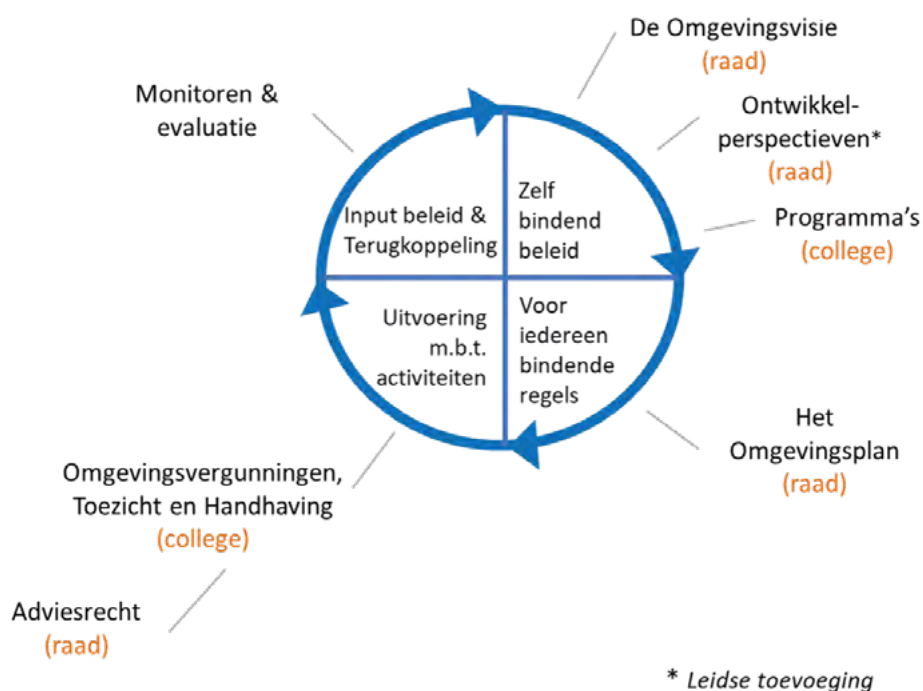 De Omgevingsvisie
(raad)
Ontwikkel-
perspectieven*
(raad)
Programma's
(college)
Het
Omgevingsplan
(raad)
Omgevingsvergunningen,
Toezicht en Handhaving
(college)
Adviesrecht
(raad)
Monitoren &
evaluatie
Zelf
bindend
beleid
Voor
iedereen
bindende
regels
Uitvoering
m.b.t.
activiteiten
Input beleid &
Terugkoppeling
* Leidse toevoeging